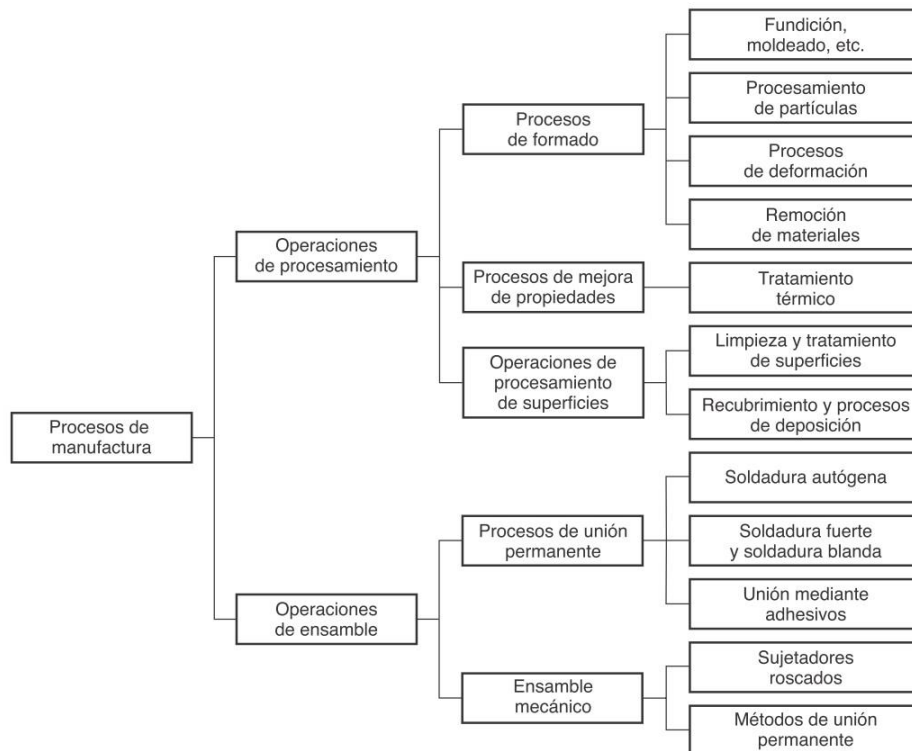 Fundición,
moldeado, etc.
Procesamiento
de partículas
Procesos
de formado
Procesos
de deformación
Remoción
de materiales
Operaciones
de procesamiento
Procesos de mejora
de propiedades
Tratamiento
térmico
Limpieza y tratamiento
de superficies
Operaciones de
procesamiento
de superficies
Recubrimiento y procesos
de deposición
Procesos de
manufactura
Soldadura autógena
Procesos de unión
permanente
Soldadura fuerte
y soldadura blanda
Unión mediante
adhesivos
Operaciones
de ensamble
Sujetadores
roscados
Ensamble
mecánico
Métodos de unión
permanente